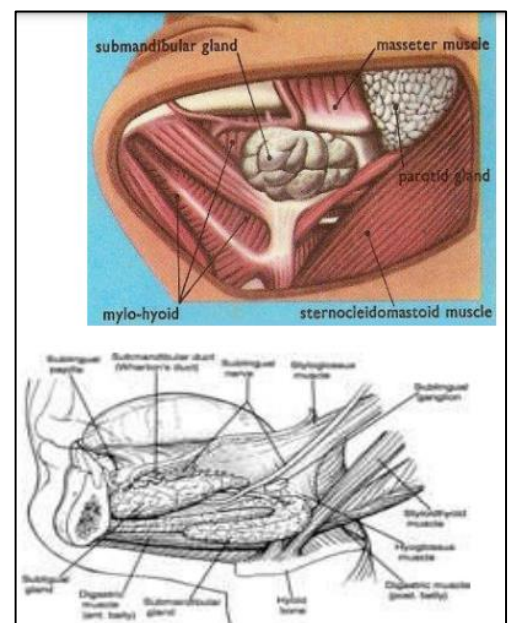 submandibular gland
masseter muscle
parotid gland
mylo-hyoid
sternocleidomastoid muscle
Sublingual
papilla
Submandibular duct
(Wharton's duct)
Sublingual
nerve
Styloglossus
muscle
Sublingual
ganglion
Stylohyoid
muscle
Hyoglossus
muscle
Digastric muscle
(post. belly)
Hyoid
bone
Submandibular
gland
Digastric
muscle
(ant. belly)
Sublingual
gland